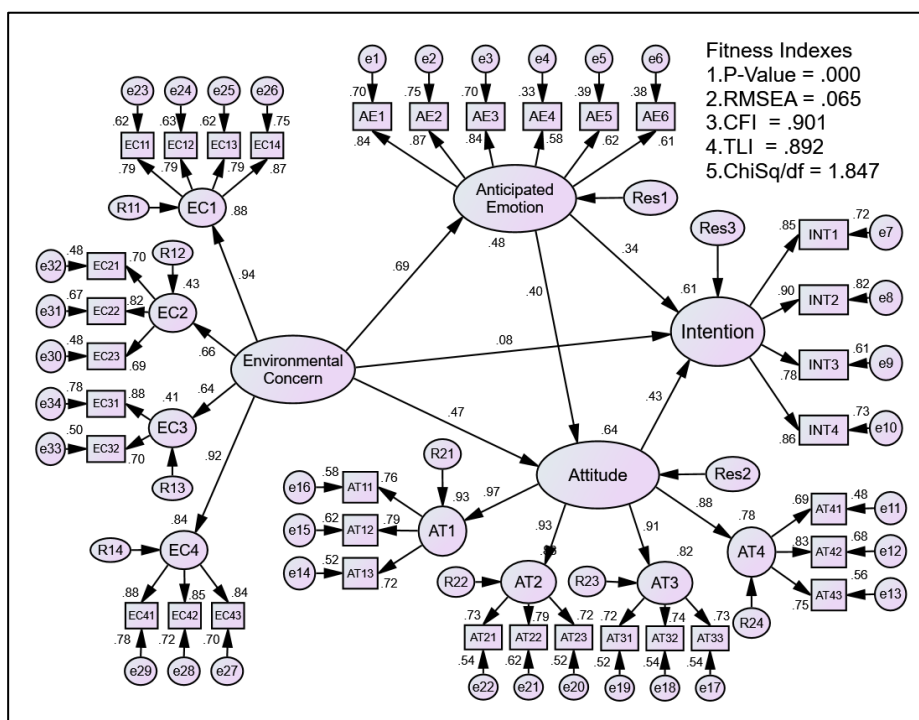 Fitness Indexes
1.P-Value = .000
2.RMSEA = .065
3.CFI = .901
4.TLI = .892
5.ChiSq/df = 1.847
e1 e2 e3 e4 e5 e6
.70 .75 .70 .33 .39 .38
AE1 AE2 AE3 AE4 AE5 AE6
.84 .87 .84 .58 .62 .61
Anticipated
Emotion
Res1
.48
e23 e24 e25 e26
.62 .63 .62 .75
EC11 EC12 EC13 EC14
.79 .79 .79 .87
R11
EC1
.88
.94
.69
.40
.34
R12
e32 .48 EC21 .70
e31 .67 EC22 .82
e30 .48 EC23 .69
EC2
.43
.66
Environmental
Concern
.08
Res3
.61
Intention
.43
.85 INT1 .72 e7
.90 INT2 .82 e8
.78 INT3 .61 e9
.86 INT4 .73 e10
e34 .78 EC31 .88
e33 .50 EC32 .70
EC3
.41
.64
R13
.92
.47
.64
Attitude
Res2
R14
.84
EC4
.88 .85 .84
EC41 EC42 EC43
.78 .72 .70
e29 e28 e27
R21
e16 .58 AT11 .76
e15 .62 AT12 .79
e14 .52 AT13 .72
.93
AT1
.97
.93
.91
.88
R22
AT2
R23
AT3
.82
.78
AT4
R24
.69 AT41 .48 e11
.83 AT42 .68 e12
.75 AT43 .56 e13
.73 .79 .72
AT21 AT22 AT23
.54 .62 .52
e22 e21 e20
.72 .74 .73
AT31 AT32 AT33
.52 .54 .54
e19 e18 e17